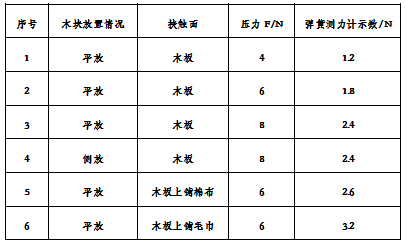 序号 木块放置情况 接触面 压力 F/N 弹簧测力计示数/N
1 平放 木板 4 1.2
2 平放 木板 6 1.8
3 平放 木板 8 2.4
4 侧放 木板 8 2.4
5 平放 木板上铺棉布 6 2.6
6 平放 木板上铺毛巾 6 3.2